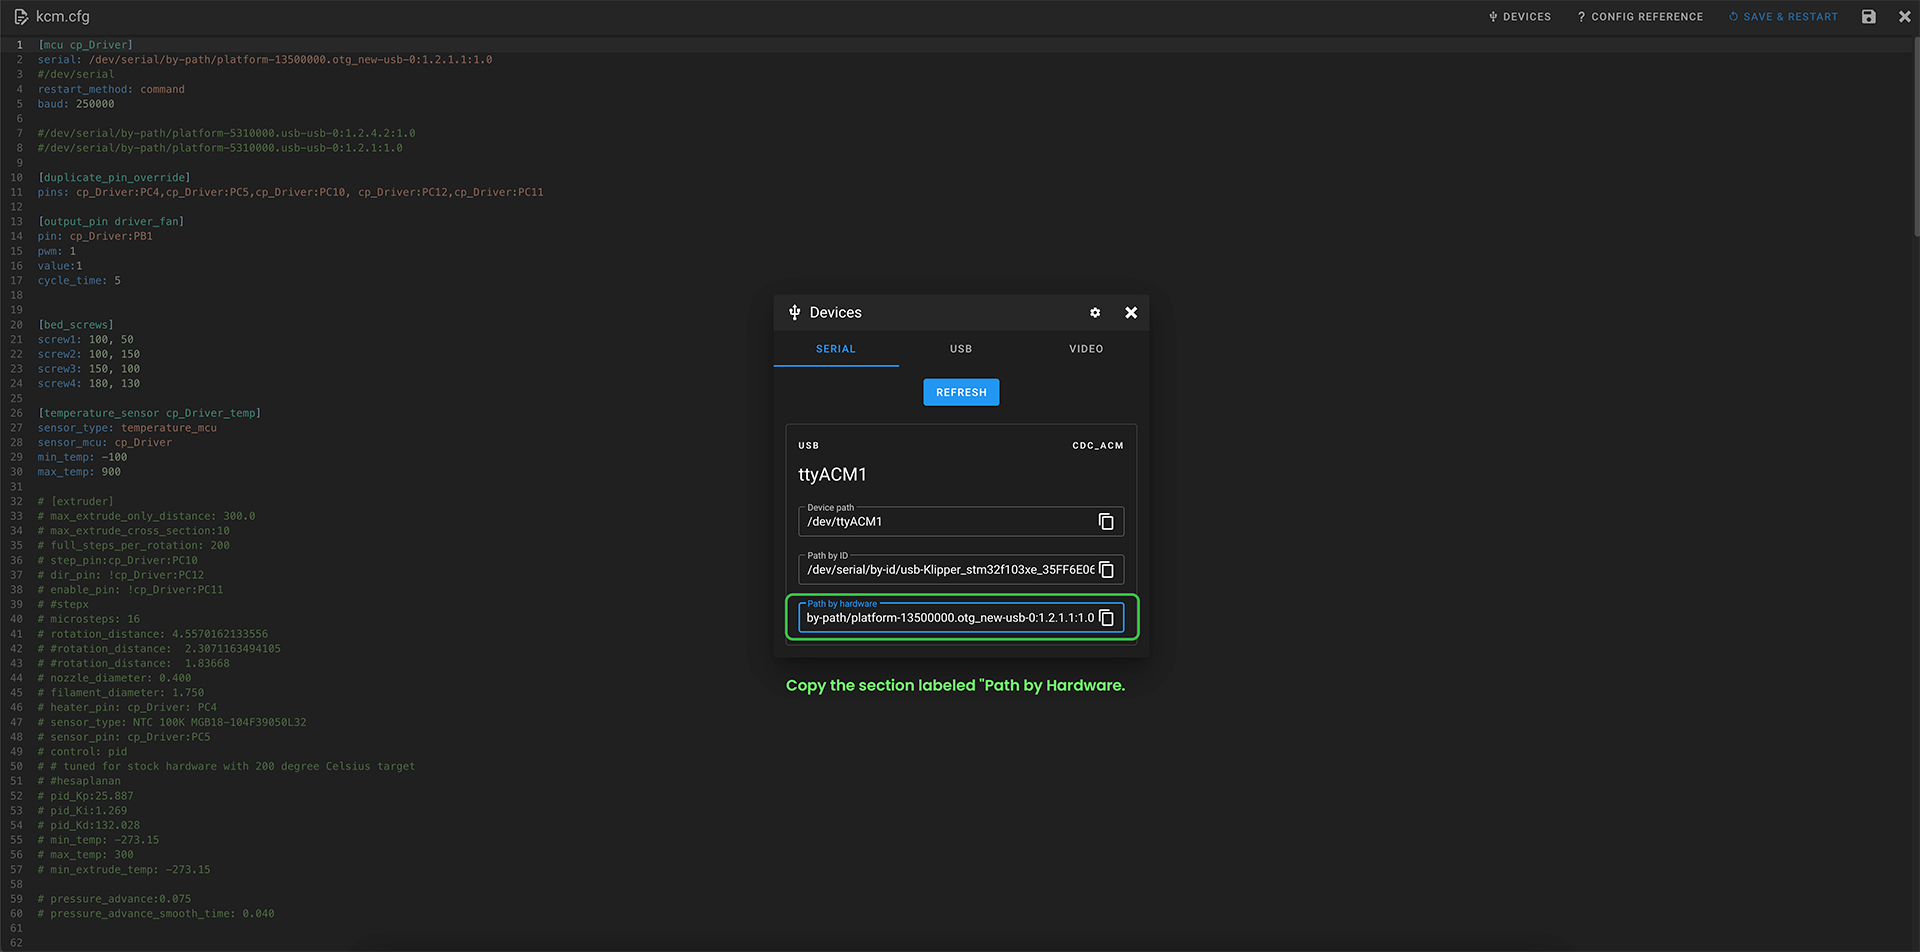 kcm.cfg
DEVICES
? CONFIG REFERENCE
SAVE & RESTART
1 [mcu cp_Driver]
2 serial: /dev/serial/by-path/platform-13500000.otg_new-usb-0:1.2.1.1:1.0
3 #/dev/serial
4 restart_method: command
5 baud: 250000
6
7 #/dev/serial/by-path/platform-5310000.usb-usb-0:1.2.4.2:1.0
8 #/dev/serial/by-path/platform-5310000.usb-usb-0:1.2.1:1.0
9
10 [duplicate_pin_override]
11 pins: cp_Driver:PC4,cp_Driver:PC5,cp_Driver:PC10, cp_Driver:PC12,cp_Driver:PC11
12
13 [output_pin driver_fan]
14 pin: cp_Driver:PB1
15 pwm: 1
16 value:1
17 cycle_time: 5
18
19
20 [bed_screws]
21 screw1: 100, 50
22 screw2: 100, 150
23 screw3: 150, 100
24 screw4: 180, 130
25
26 [temperature_sensor cp_Driver_temp]
27 sensor_type: temperature_mcu
28 sensor_mcu: cp_Driver
29 min_temp: -100
30 max_temp: 900
31
32 # [extruder]
33 # max_extrude_only_distance: 300.0
34 # max_extrude_cross_section:10
35 # full_steps_per_rotation: 200
36 # step_pin:cp_Driver:PC10
37 # dir_pin: !cp_Driver:PC12
38 # enable_pin: !cp_Driver:PC11
39 # #stepx
40 # microsteps: 16
41 # rotation_distance: 4.5570162133556
42 # #rotation_distance:  2.3071163494105
43 # #rotation_distance:  1.83668
44 # nozzle_diameter: 0.400
45 # filament_diameter: 1.750
46 # heater_pin: cp_Driver: PC4
47 # sensor_type: NTC 100K MGB18-104F39050L32
48 # sensor_pin: cp_Driver:PC5
49 # control: pid
50 # # tuned for stock hardware with 200 degree Celsius target
51 # #hesaplanan
52 # pid_Kp:25.887
53 # pid_Ki:1.269
54 # pid_Kd:132.028
55 # min_temp: -273.15
56 # max_temp: 300
57 # min_extrude_temp: -273.15
58
59 # pressure_advance:0.075
60 # pressure_advance_smooth_time: 0.040
61
62
Devices
SERIAL
USB
VIDEO
REFRESH
USB
CDC_ACM
ttyACM1
Device path
/dev/ttyACM1
Path by ID
/dev/serial/by-id/usb-Klipper_stm32f103xe_35FF6E06
Path by hardware
by-path/platform-13500000.otg_new-usb-0:1.2.1.1:1.0
Copy the section labeled "Path by Hardware.